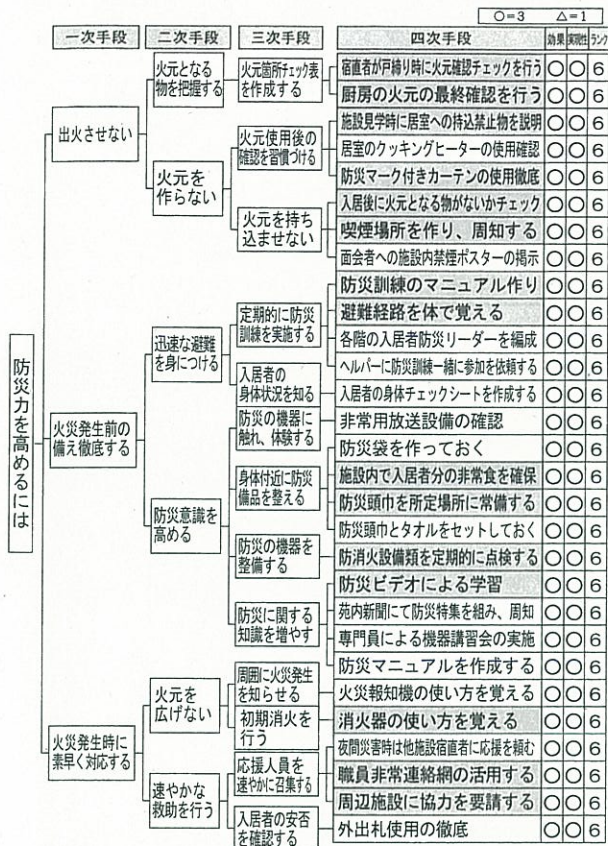 ○=3 △=1
一次手段 二次手段 三次手段 四次手段 効果 実現性 ランク
防災力を高めるには
出火させない
火元となる
物を把握する
火元箇所チェック表
を作成する
宿直者が戸締り時に火元確認チェックを行う ○ ○ 6
厨房の火元の最終確認を行う ○ ○ 6
火元を
作らない
火元使用後の
確認を習慣づける
施設見学時に居室への持込禁止物を説明 ○ ○ 6
居室のクッキングヒーターの使用確認 ○ ○ 6
防災マーク付きカーテンの使用徹底 ○ ○ 6
火元を持ち
込ませない
入居後に火元となる物がないかチェック ○ ○ 6
喫煙場所を作り、周知する ○ ○ 6
面会者への施設内禁煙ポスターの掲示 ○ ○ 6
火災発生前の
備え徹底する
迅速な避難
を身につける
定期的に防災
訓練を実施する
防災訓練のマニュアル作り ○ ○ 6
避難経路を体で覚える ○ ○ 6
各階の入居者防災リーダーを編成 ○ ○ 6
ヘルパーに防災訓練一緒に参加を依頼する ○ ○ 6
入居者の
身体状況を知る
入居者の身体チェックシートを作成する ○ ○ 6
防災意識を
高める
防災の機器に
触れ、体験する
非常用放送設備の確認 ○ ○ 6
身体付近に防災
備品を整える
防災袋を作っておく ○ ○ 6
施設内で入居者分の非常食を確保 ○ ○ 6
防災頭巾を所定場所に常備する ○ ○ 6
防災頭巾とタオルをセットしておく ○ ○ 6
防災の機器を
整備する
防消火設備類を定期的に点検する ○ ○ 6
防災に関する
知識を増やす
防災ビデオによる学習 ○ ○ 6
苑内新聞にて防災特集を組み、周知 ○ ○ 6
専門員による機器講習会の実施 ○ ○ 6
防災マニュアルを作成する ○ ○ 6
火災発生時に
素早く対応する
火元を
広げない
周囲に火災発生
を知らせる
火災報知機の使い方を覚える ○ ○ 6
初期消火を
行う
消火器の使い方を覚える ○ ○ 6
速やかな
救助を行う
応援人員を
速やかに召集する
夜間災害時は他施設宿直者に応援を頼む ○ ○ 6
職員非常連絡網の活用する ○ ○ 6
周辺施設に協力を要請する ○ ○ 6
入居者の安否
を確認する
外出札使用の徹底 ○ ○ 6